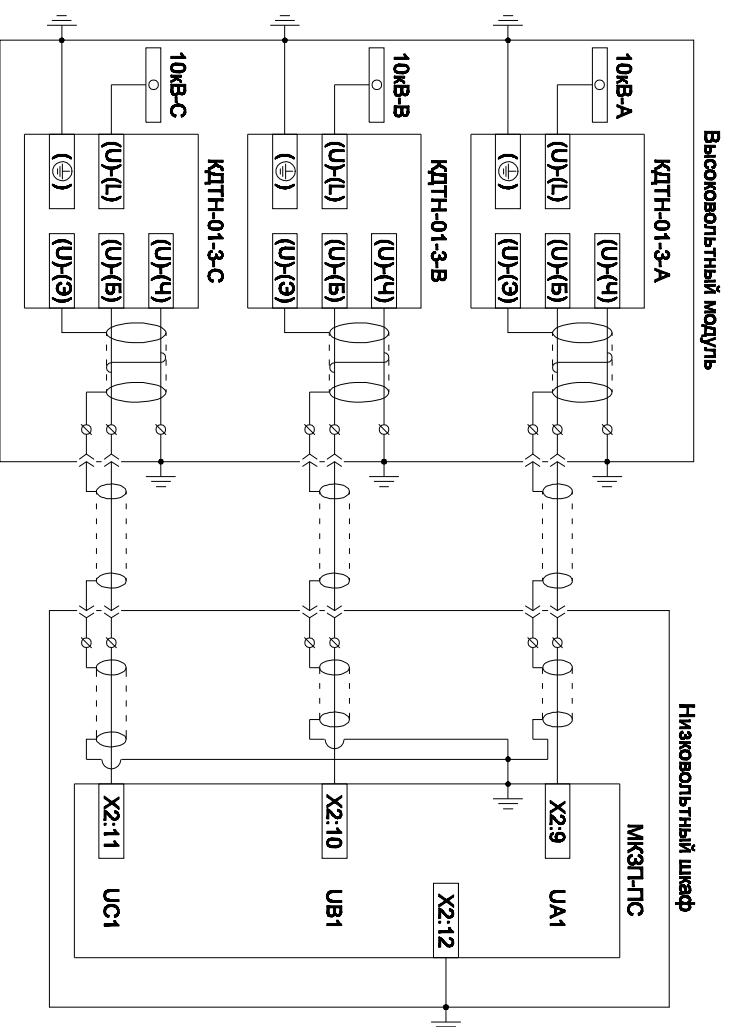 Высоковольтный модуль
10кВ-А
КДТН-01-3-А
(U)-(L)
(U)-(Ч)
(U)-(Б)
(U)-(Э)
10кВ-В
КДТН-01-3-В
(U)-(L)
(U)-(Ч)
(U)-(Б)
(U)-(Э)
10кВ-С
КДТН-01-3-С
(U)-(L)
(U)-(Ч)
(U)-(Б)
(U)-(Э)
Низковольтный шкаф
МКЗП-ПС
X2:9
UA1
X2:12
X2:10
UB1
X2:11
UC1